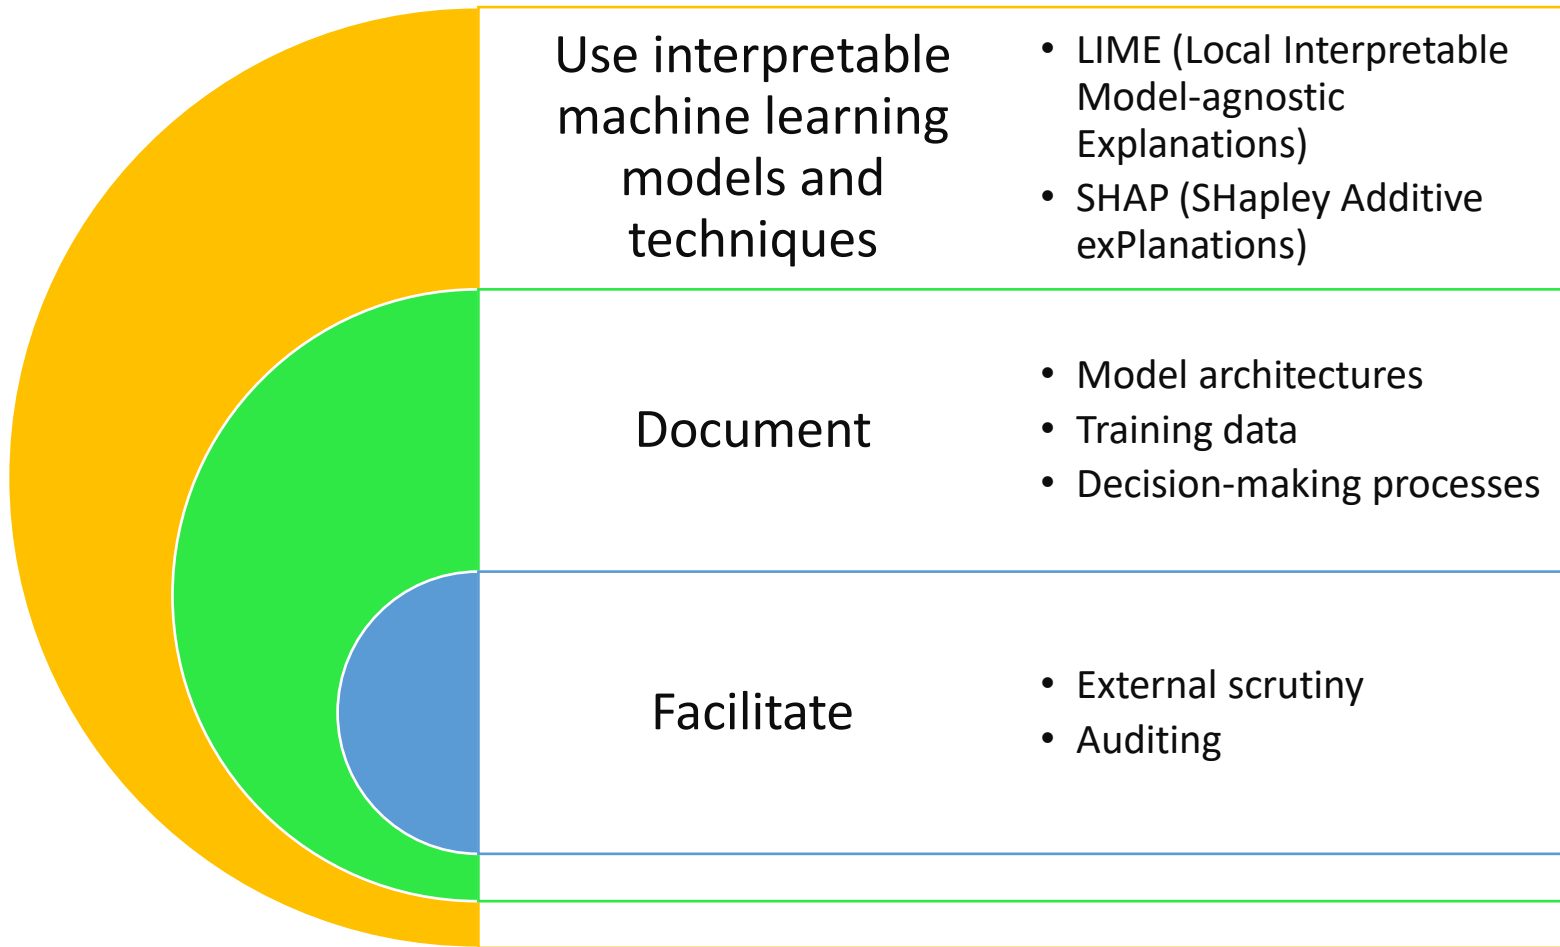 Use interpretable
machine learning
models and
techniques
• LIME (Local Interpretable
Model-agnostic
Explanations)
• SHAP (SHapley Additive
exPlanations)
Document
• Model architectures
• Training data
• Decision-making processes
Facilitate
• External scrutiny
• Auditing